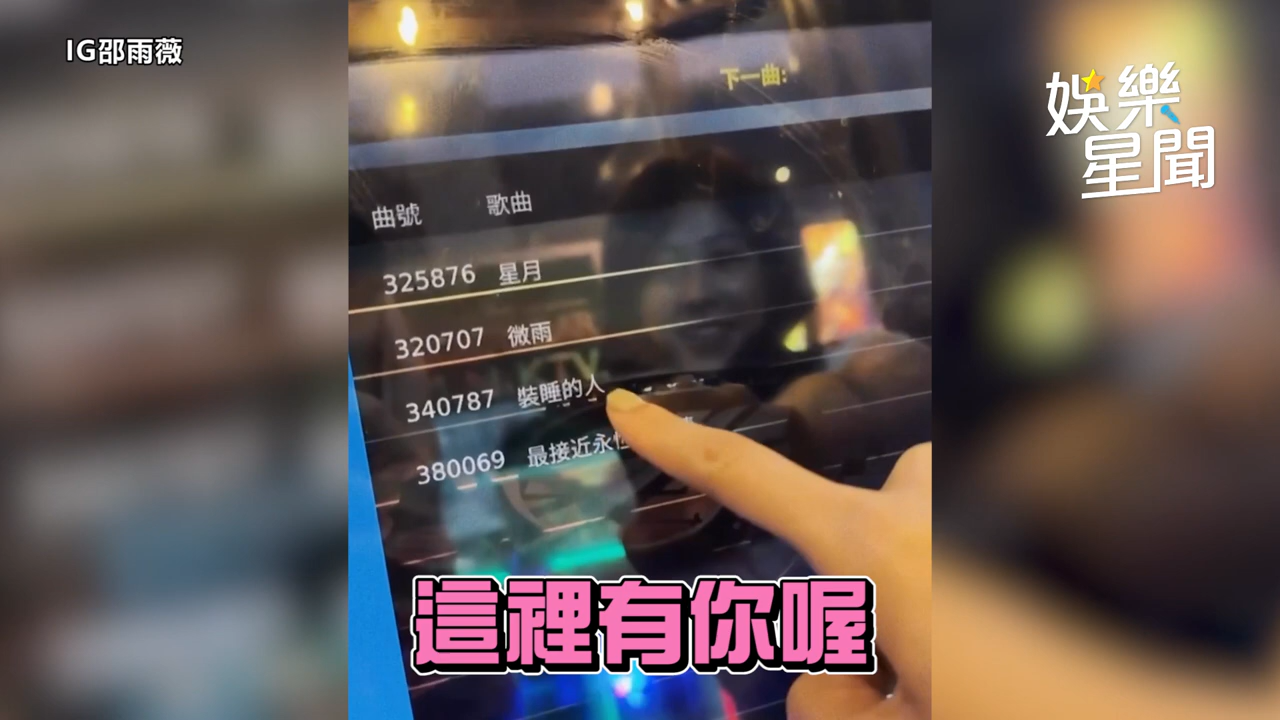 IG邵雨薇
娛樂
星聞
下一曲:
曲號 歌曲
325876 星月
320707 微雨
340787 裝睡的人
380069 最接近永恆
這裡有你喔